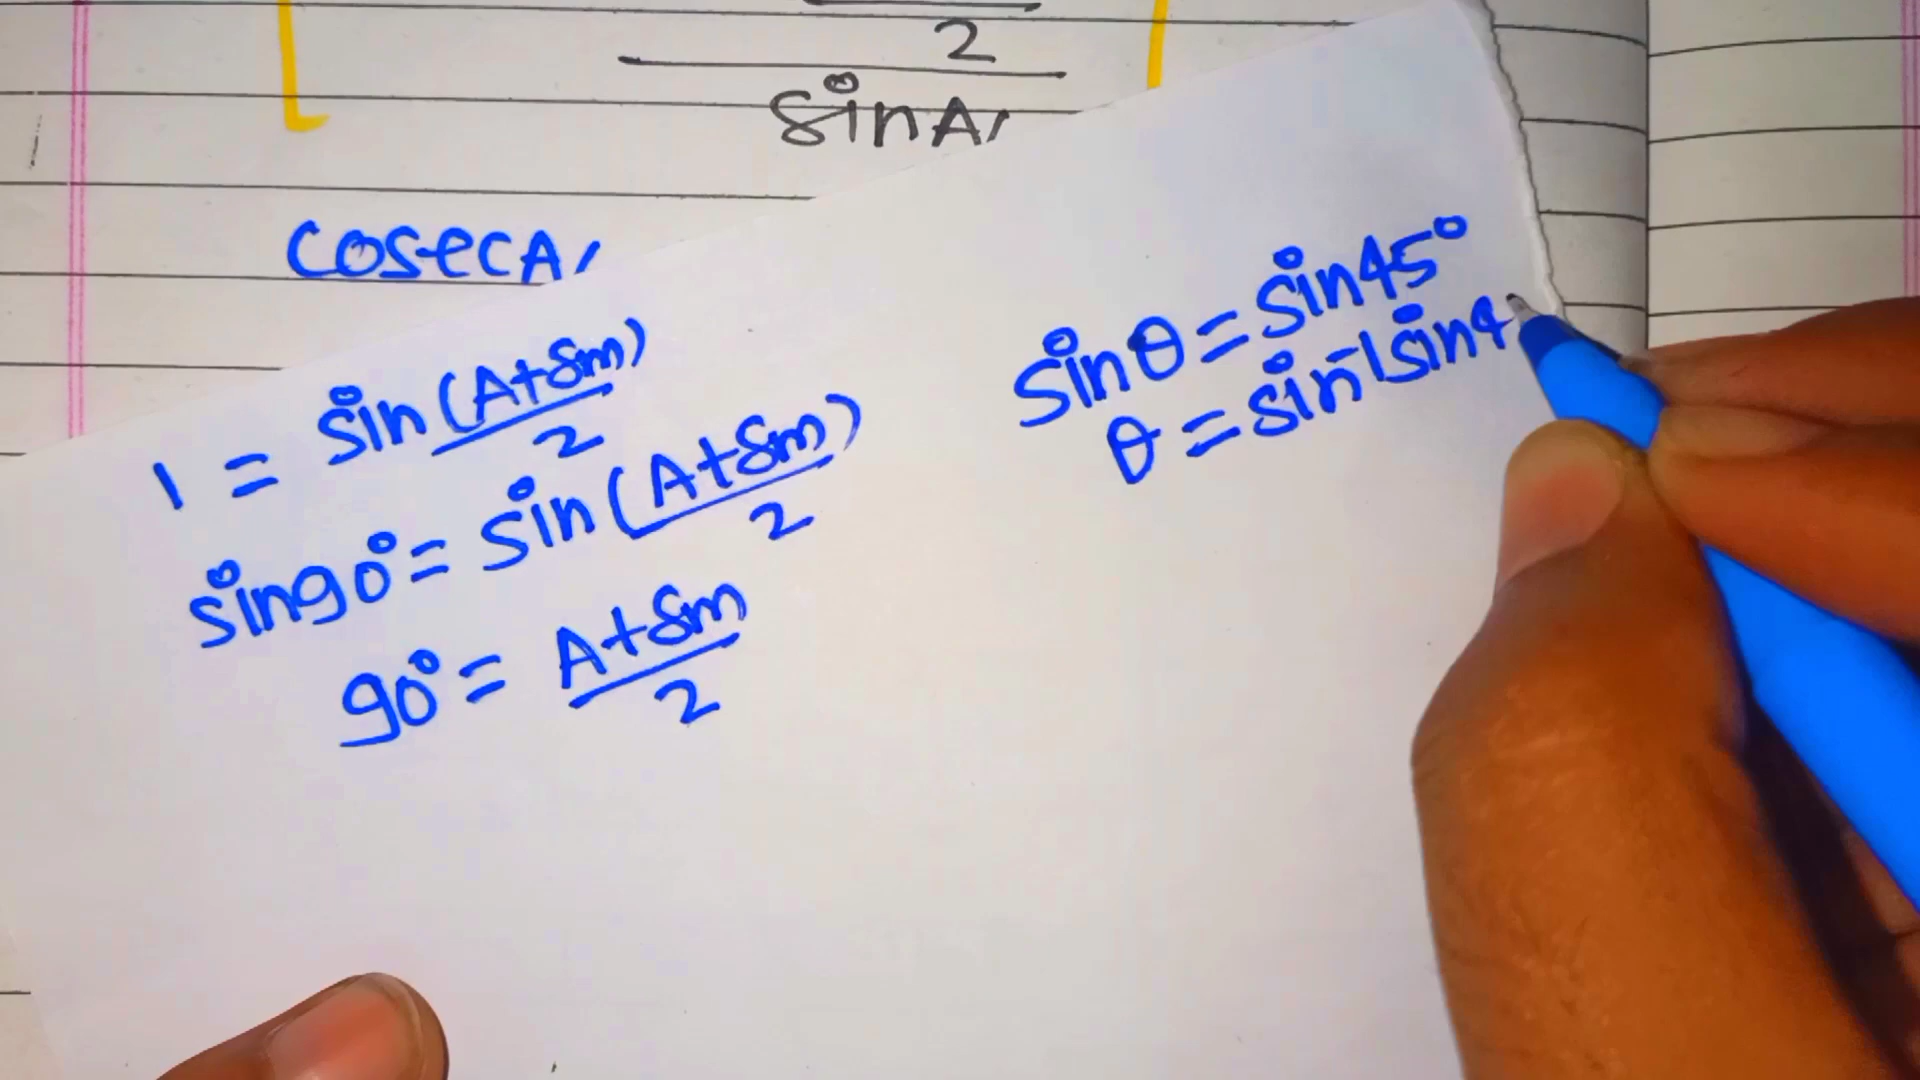 2
sinA,
cosecA,
1 = sin (A+δm)/2
sin90° = sin (A+δm)/2
90° = A+δm/2
sinθ = sin45°
θ = sin⁻¹sin4